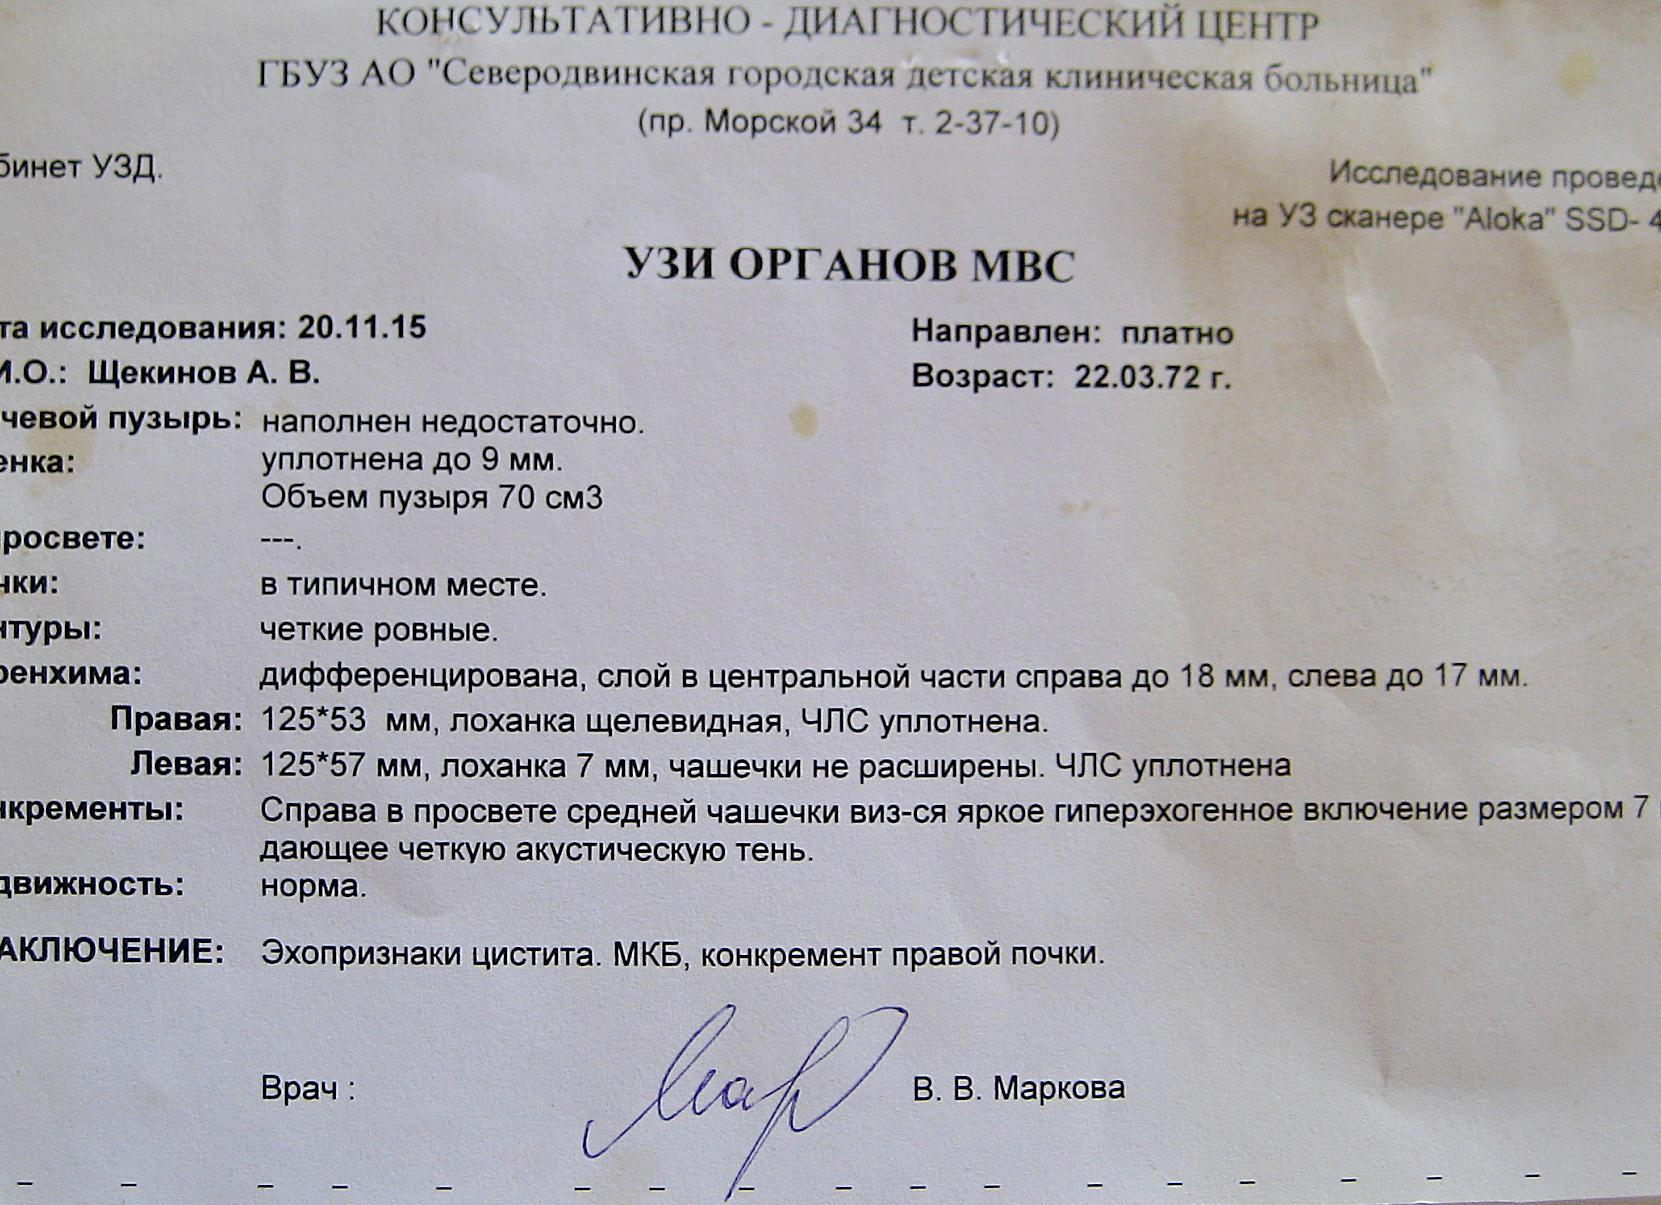 КОНСУЛЬТАТИВНО - ДИАГНОСТИЧЕСКИЙ ЦЕНТР
ГБУЗ АО "Северодвинская городская детская клиническая больница"
(пр. Морской 34 т. 2-37-10)
бинет УЗД.
Исследование провед
на УЗ сканере "Aloka" SSD- 4
УЗИ ОРГАНОВ МВС
та исследования: 20.11.15 Направлен: платно
И.О.: Щекинов А. В. Возраст: 22.03.72 г.
чевой пузырь: наполнен недостаточно.
енка: уплотнена до 9 мм.
Объем пузыря 70 см3
росвете: ---.
чки: в типичном месте.
нтуры: четкие ровные.
ренхима: дифференцирована, слой в центральной части справа до 18 мм, слева до 17 мм.
Правая: 125*53 мм, лоханка щелевидная, ЧЛС уплотнена.
Левая: 125*57 мм, лоханка 7 мм, чашечки не расширены. ЧЛС уплотнена
нкременты: Справа в просвете средней чашечки виз-ся яркое гиперэхогенное включение размером 7
дающее четкую акустическую тень.
движность: норма.
АКЛЮЧЕНИЕ: Эхопризнаки цистита. МКБ, конкремент правой почки.
Врач : В. В. Маркова